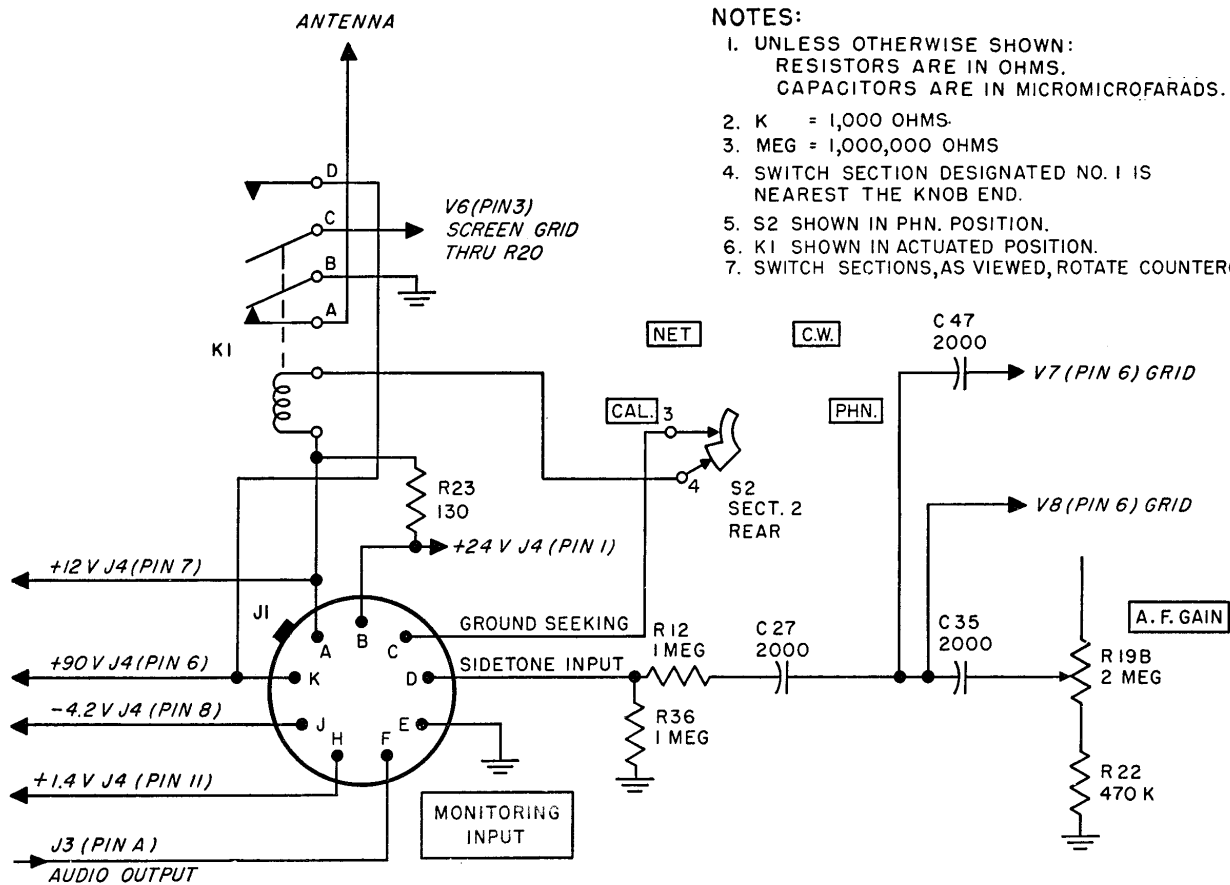 ANTENNA
NOTES:
1. UNLESS OTHERWISE SHOWN:
RESISTORS ARE IN OHMS.
CAPACITORS ARE IN MICROMICROFARADS.
2. K = 1,000 OHMS.
3. MEG = 1,000,000 OHMS
4. SWITCH SECTION DESIGNATED NO. 1 IS
NEAREST THE KNOB END.
5. S2 SHOWN IN PHN. POSITION.
6. K1 SHOWN IN ACTUATED POSITION.
7. SWITCH SECTIONS, AS VIEWED, ROTATE
D
C
B
A
V6 (PIN 3)
SCREEN GRID
THRU R20
K1
NET
C.W.
CAL.
PHN.
3
4
S2
SECT. 2
REAR
C 47
2000
V7 (PIN 6) GRID
V8 (PIN 6) GRID
R23
130
+24 V J4 (PIN 1)
+12 V J4 (PIN 7)
J1
A
B
C
GROUND SEEKING
+90 V J4 (PIN 6)
K
D
SIDETONE INPUT
R12
1 MEG
C 27
2000
C 35
2000
A. F. GAIN
R 19B
2 MEG
-4.2 V J4 (PIN 8)
J
E
R36
1 MEG
H
F
+1.4 V J4 (PIN 11)
R 22
470 K
MONITORING
INPUT
J3 (PIN A)
AUDIO OUTPUT